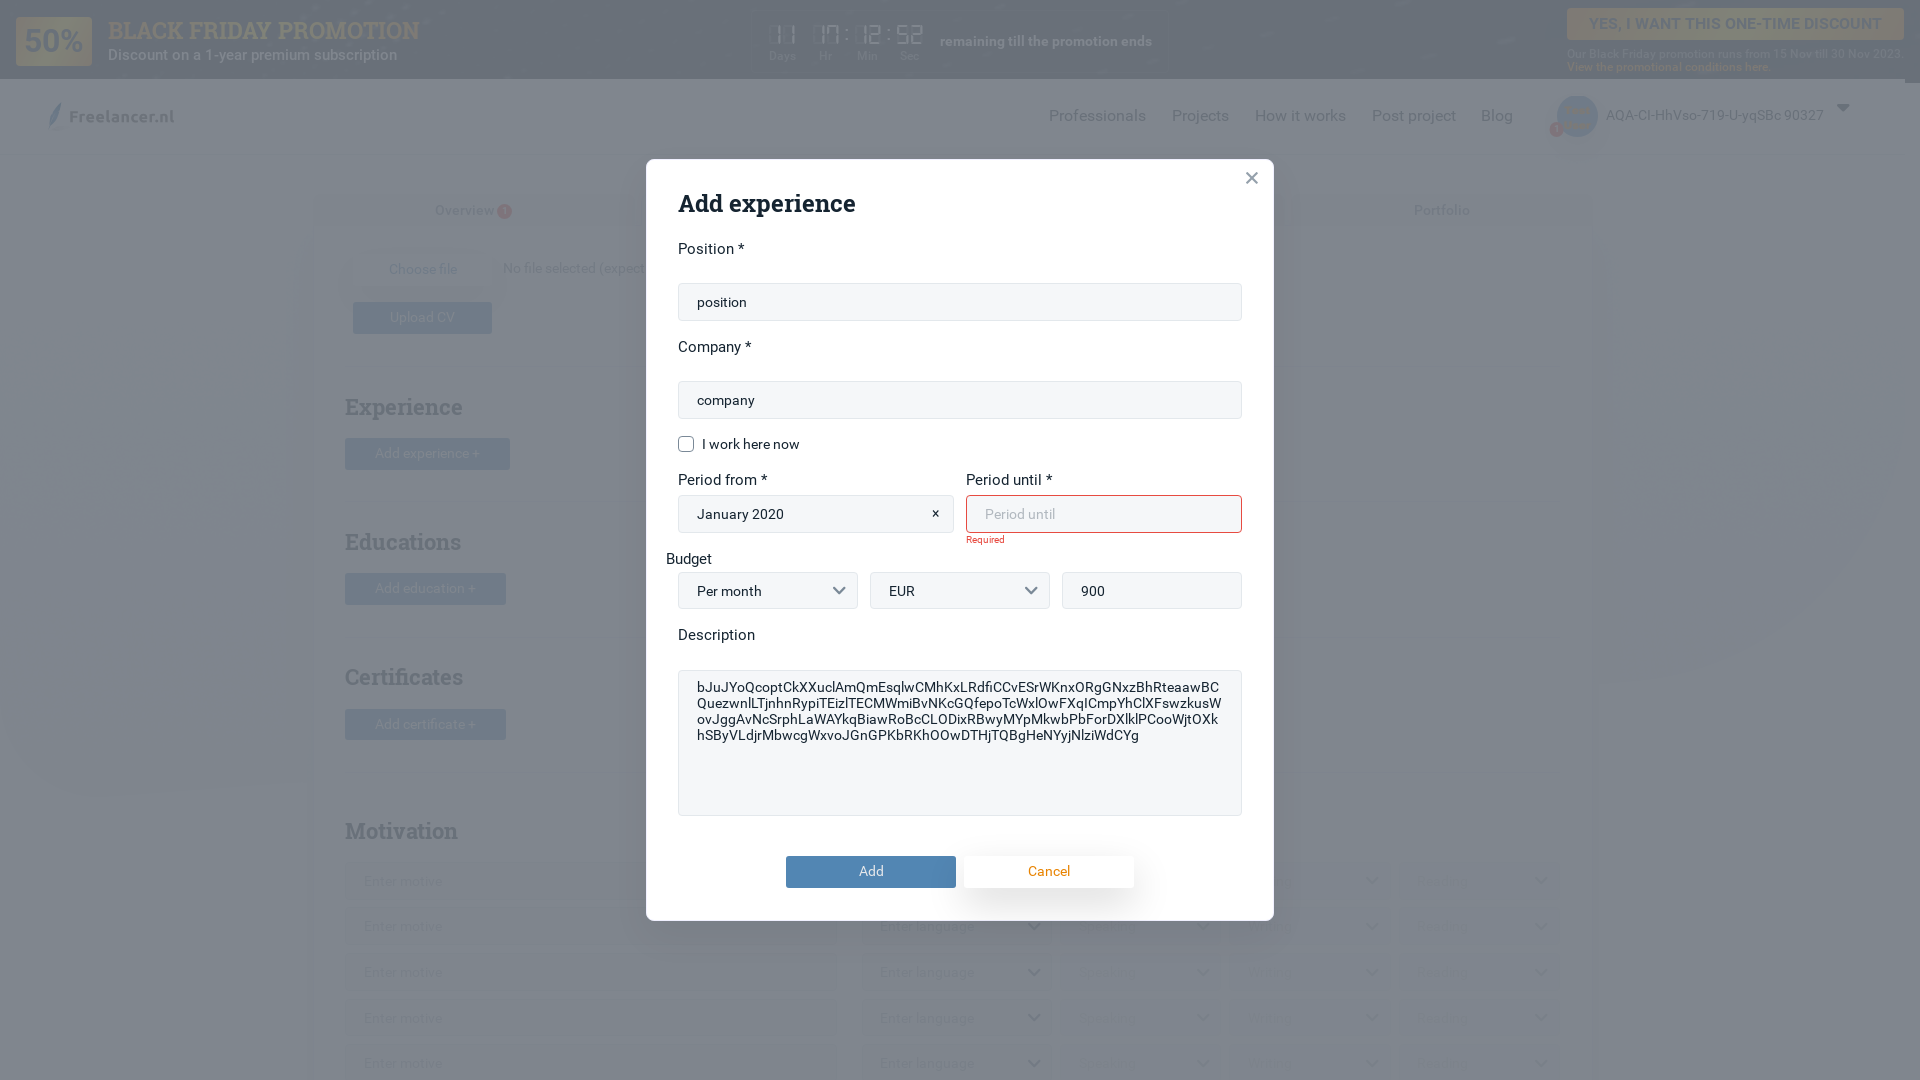 50%
BLACK FRIDAY PROMOTION
Discount on a 1-year premium subscription
11 17 : 12 : 52
Days Hr Min Sec
remaining till the promotion ends
YES, I WANT THIS ONE-TIME DISCOUNT
Our Black Friday promotion runs from 15 Nov till 30 Nov 2023.
View the promotional conditions here.
Freelancer.nl
Professionals Projects How it works Post project Blog
AQA-CI-HhVso-719-U-yqSBc 90327
Overview
Portfolio
Choose file
No file selected (expect
Upload CV
Experience
Add experience +
Educations
Add education +
Certificates
Add certificate +
Motivation
Enter motive
Enter motive
Enter language
Enter motive
Enter language
Enter motive
Enter language
Enter motive
Enter language
×
Add experience
Position *
position
Company *
company
I work here now
Period from *
Period until *
January 2020 ×
Period until
Required
Budget
Per month
EUR
900
Description
bJuJYoQcoptCkXXuclAmQmEsqlwCMhKxLRdfiCCvESrWKnxORgGNxzBhRteaawBC
QuezwnlLTjnhnRypiTEizlTECMWmiBvNKcGQfepoTcWxlOwFXqICmpYhClXFswzkusW
ovJggAvNcSrphLaWAYkqBiawRoBcCLODixRBwyMYpMkwbPbForDXlklPCooWjtOXk
hSByVLdjrMbwcgWxvoJGnGPKbRKhOOwDTHjTQBgHeNYyjNlziWdCYg
Add
Cancel